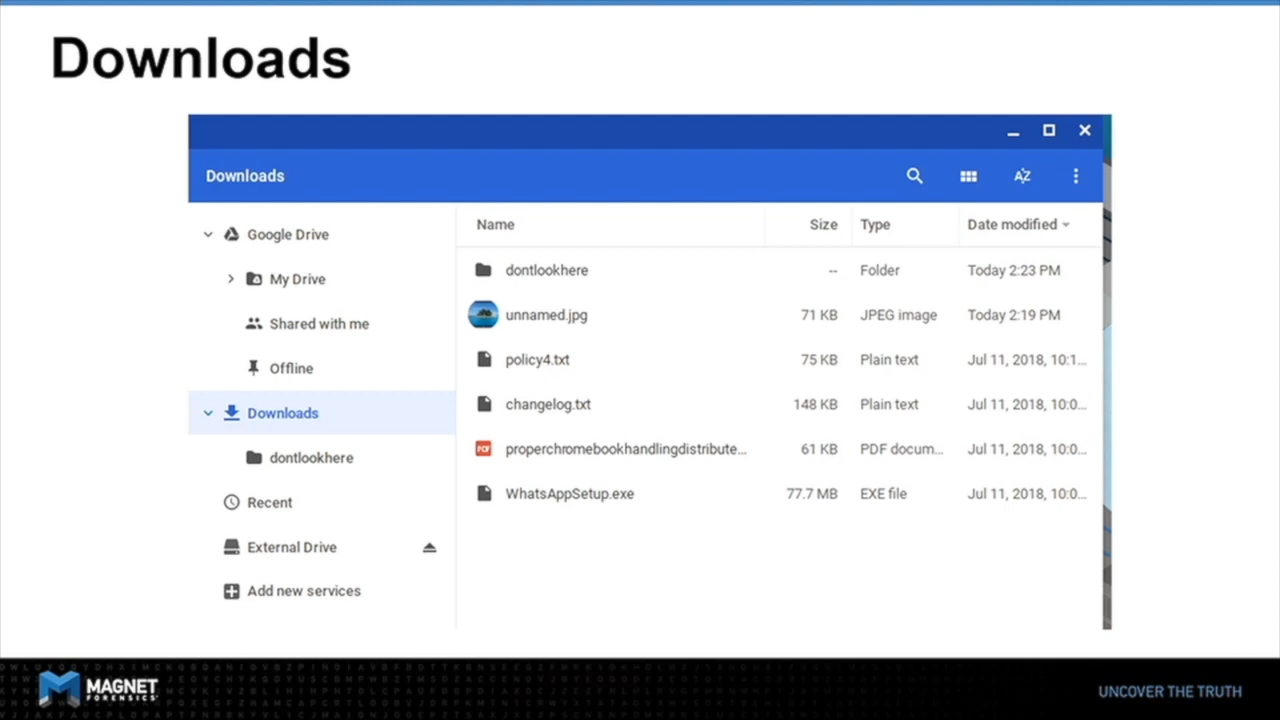 Downloads
Downloads
Google Drive
My Drive
Shared with me
Offline
Downloads
dontlookhere
Recent
External Drive
Add new services
Name Size Type Date modified
dontlookhere -- Folder Today 2:23 PM
unnamed.jpg 71 KB JPEG image Today 2:19 PM
policy4.txt 75 KB Plain text Jul 11, 2018, 10:1...
changelog.txt 148 KB Plain text Jul 11, 2018, 10:0...
PDF properchromebookhandlingdistribute... 61 KB PDF docum... Jul 11, 2018, 10:0...
WhatsAppSetup.exe 77.7 MB EXE file Jul 11, 2018, 10:0...
MAGNET
FORENSICS
UNCOVER THE TRUTH